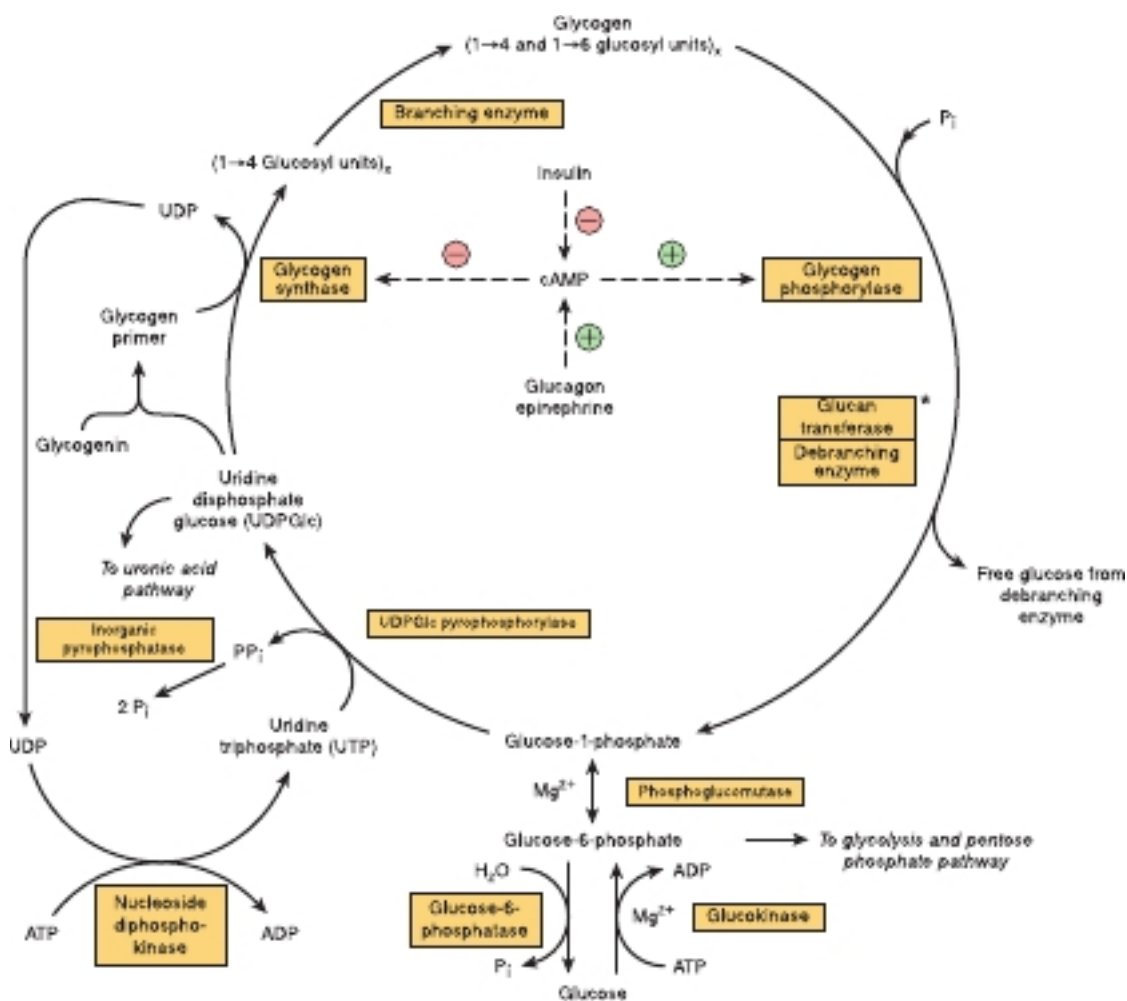 Glycogen
(1→4 and 1→6 glucosyl units)ₓ
Branching enzyme
Pᵢ
(1→4 Glucosyl units)ₓ
Insulin
UDP
−
−
+
Glycogen
synthase
cAMP
Glycogen
phosphorylase
Glycogen
primer
+
Glucagon
epinephrine
Glucan
transferase
*
Debranching
enzyme
Glycogenin
Uridine
disphosphate
glucose (UDPGlc)
To uronic acid
pathway
Free glucose from
debranching
enzyme
UDPGlc pyrophosphorylase
Inorganic
pyrophosphatase
PPᵢ
2 Pᵢ
UDP
Uridine
triphosphate (UTP)
Glucose-1-phosphate
Mg²⁺
Phosphoglucomutase
Glucose-6-phosphate
To glycolysis and pentose
phosphate pathway
H₂O
ADP
Nucleoside
diphospho-
kinase
ATP
ADP
Glucose-6-
phosphatase
Mg²⁺
Glucokinase
Pᵢ
ATP
Glucose